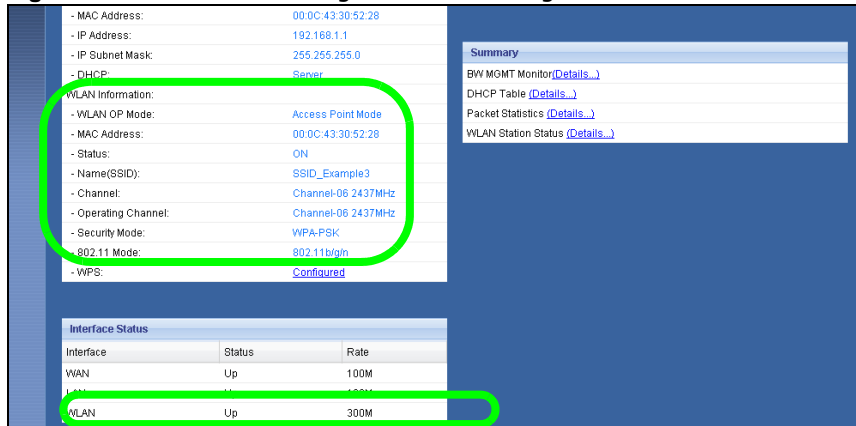 - MAC Address: 00:0C:43:30:52:28
- IP Address: 192.168.1.1
- IP Subnet Mask: 255.255.255.0
- DHCP: Server
WLAN Information:
- WLAN OP Mode: Access Point Mode
- MAC Address: 00:0C:43:30:52:28
- Status: ON
- Name(SSID): SSID_Example3
- Channel: Channel-06 2437MHz
- Operating Channel: Channel-06 2437MHz
- Security Mode: WPA-PSK
- 802.11 Mode: 802.11b/g/n
- WPS: Configured
Summary
BW MGMT Monitor(Details...)
DHCP Table (Details...)
Packet Statistics (Details...)
WLAN Station Status (Details...)
Interface Status
Interface Status Rate
WAN Up 100M
WLAN Up 300M